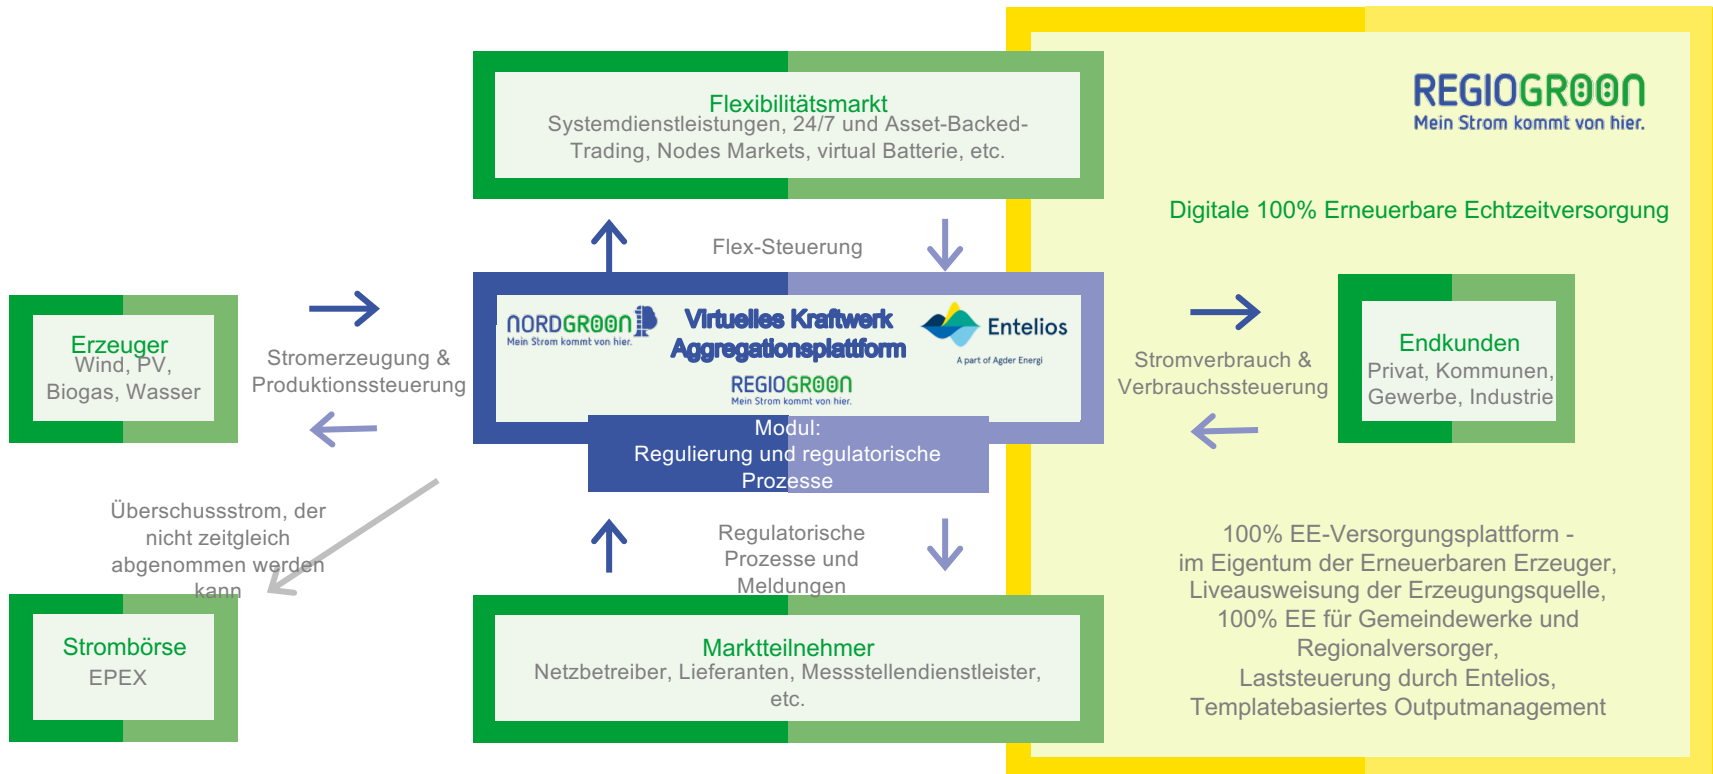 Flexibilitätsmarkt
Systemdienstleistungen, 24/7 und Asset-Backed-
Trading, Nodes Markets, virtual Batterie, etc.
REGIOGROON
Mein Strom kommt von hier.
Digitale 100% Erneuerbare Echtzeitversorgung
Flex-Steuerung
Erzeuger
Wind, PV,
Biogas, Wasser
Stromerzeugung &
Produktionssteuerung
NORDGROON
Mein Strom kommt von hier.
Virtuelles Kraftwerk
Aggregationsplattform
Entelios
A part of Agder Energi
REGIOGROON
Mein Strom kommt von hier.
Modul:
Regulierung und regulatorische
Prozesse
Stromverbrauch &
Verbrauchssteuerung
Endkunden
Privat, Kommunen,
Gewerbe, Industrie
Überschussstrom, der
nicht zeitgleich
abgenommen werden
kann
Regulatorische
Prozesse und
Meldungen
Strombörse
EPEX
Marktteilnehmer
Netzbetreiber, Lieferanten, Messstellendienstleister,
etc.
100% EE-Versorgungsplattform -
im Eigentum der Erneuerbaren Erzeuger,
Liveausweisung der Erzeugungsquelle,
100% EE für Gemeindewerke und
Regionalversorger,
Laststeuerung durch Entelios,
Templatebasiertes Outputmanagement